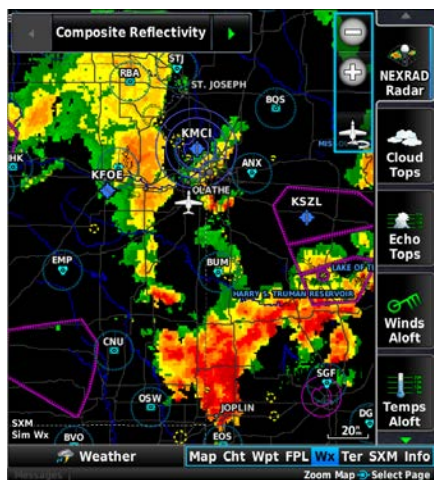 Composite Reflectivity
NEXRAD
Radar
Cloud
Tops
Echo
Tops
Winds
Aloft
Temps
Aloft
STJ
RBA
ST. JOSEPH
BQS
KMCI
HK
KFOE
ANX
OLATHE
KSZL
EMP
BUM
LAKE OF T
HARRY S. TRUMAN RESERVOIR
CNU
SGF
OSW
JOPLIN
DG
SXM
Sim Wx
BVO
EOS
20
Weather
Map Cht Wpt FPL Wx Ter SXM Info
Messages
Zoom Map Select Page